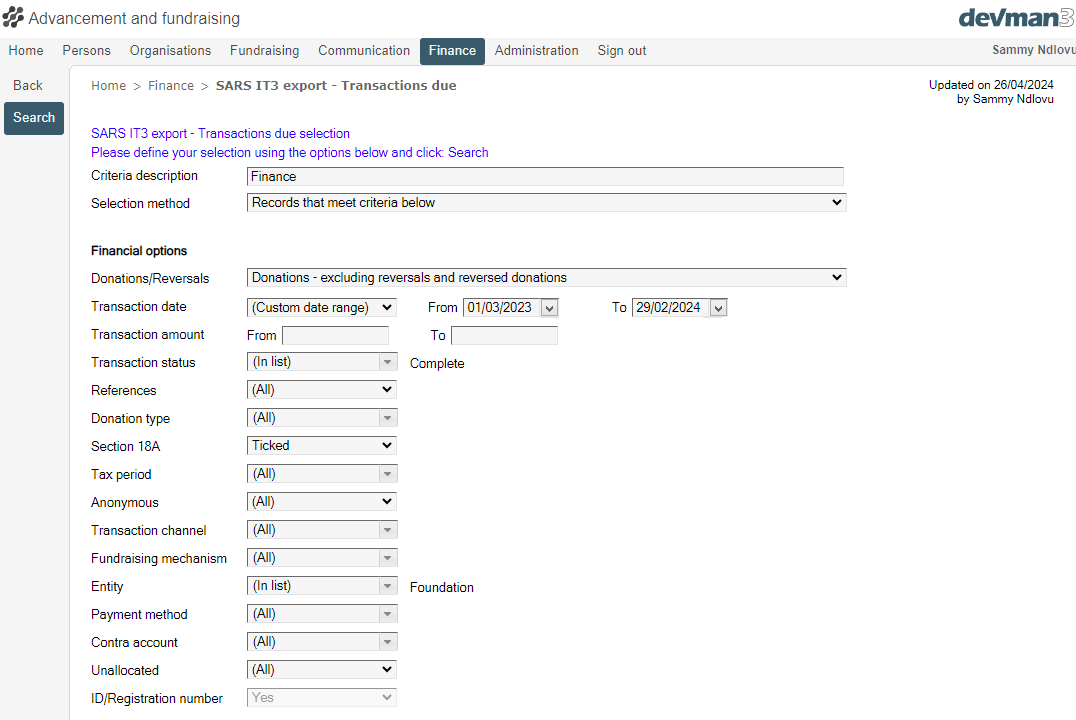 Advancement and fundraising
devman3
Home Persons Organisations Fundraising Communication Finance Administration Sign out
Sammy Ndlovu
Back
Search
Home > Finance > SARS IT3 export - Transactions due
Updated on 26/04/2024
by Sammy Ndlovu
SARS IT3 export - Transactions due selection
Please define your selection using the options below and click: Search
Criteria description Finance
Selection method Records that meet criteria below
Financial options
Donations/Reversals Donations - excluding reversals and reversed donations
Transaction date (Custom date range) From 01/03/2023 To 29/02/2024
Transaction amount From To
Transaction status (In list) Complete
References (All)
Donation type (All)
Section 18A Ticked
Tax period (All)
Anonymous (All)
Transaction channel (All)
Fundraising mechanism (All)
Entity (In list) Foundation
Payment method (All)
Contra account (All)
Unallocated (All)
ID/Registration number Yes